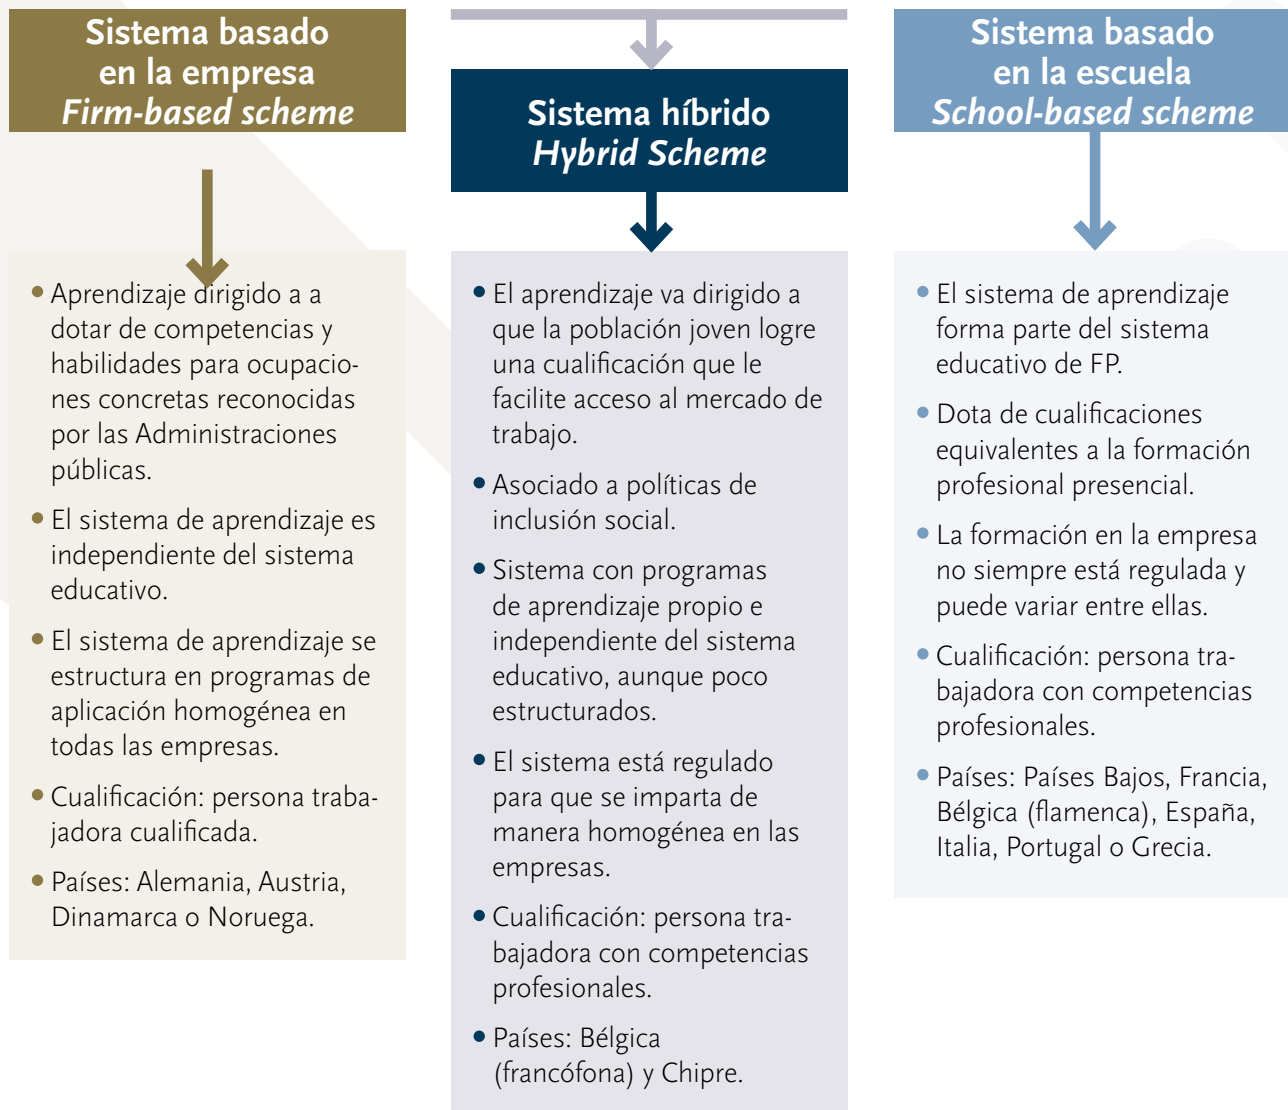 Sistema basado
en la empresa
Firm-based scheme
Aprendizaje dirigido a a
dotar de competencias y
habilidades para ocupacio-
nes concretas reconocidas
por las Administraciones
públicas.
El sistema de aprendizaje es
independiente del sistema
educativo.
El sistema de aprendizaje se
estructura en programas de
aplicación homogénea en
todas las empresas.
Cualificación: persona traba-
jadora cualificada.
Países: Alemania, Austria,
Dinamarca o Noruega.
Sistema híbrido
Hybrid Scheme
El aprendizaje va dirigido a
que la población joven logre
una cualificación que le
facilite acceso al mercado de
trabajo.
Asociado a políticas de
inclusión social.
Sistema con programas
de aprendizaje propio e
independiente del sistema
educativo, aunque poco
estructurados.
El sistema está regulado
para que se imparta de
manera homogénea en las
empresas.
Cualificación: persona tra-
bajadora con competencias
profesionales.
Países: Bélgica
(francófona) y Chipre.
Sistema basado
en la escuela
School-based scheme
El sistema de aprendizaje
forma parte del sistema
educativo de FP.
Dota de cualificaciones
equivalentes a la formación
profesional presencial.
La formación en la empresa
no siempre está regulada y
puede variar entre ellas.
Cualificación: persona tra-
bajadora con competencias
profesionales.
Países: Países Bajos, Francia,
Bélgica (flamenca), España,
Italia, Portugal o Grecia.